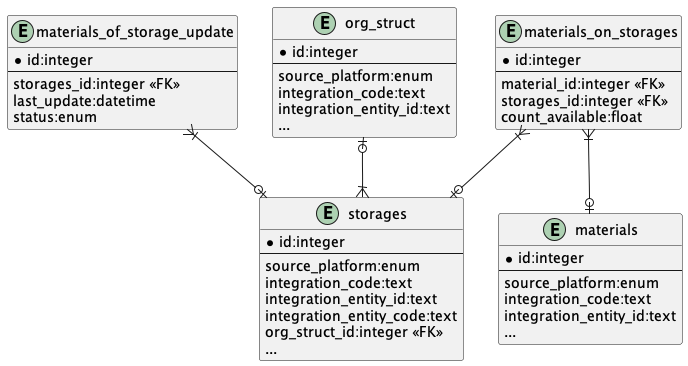 E materials_of_storage_update
● id:integer
storages_id:integer «FK»
last_update:datetime
status:enum
E org_struct
● id:integer
source_platform:enum
integration_code:text
integration_entity_id:text
...
E materials_on_storages
● id:integer
material_id:integer «FK»
storages_id:integer «FK»
count_available:float
E storages
● id:integer
source_platform:enum
integration_code:text
integration_entity_id:text
integration_entity_code:text
org_struct_id:integer «FK»
...
E materials
● id:integer
source_platform:enum
integration_code:text
integration_entity_id:text
...